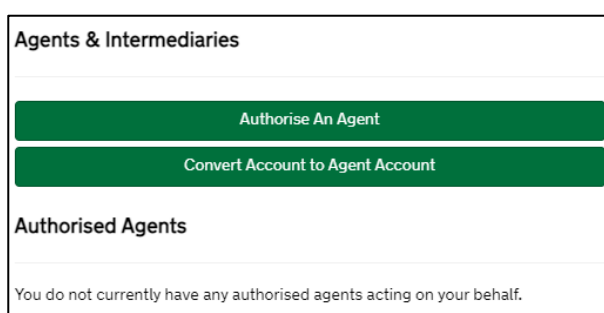 Agents & Intermediaries
Authorise An Agent
Convert Account to Agent Account
Authorised Agents
You do not currently have any authorised agents acting on your behalf.